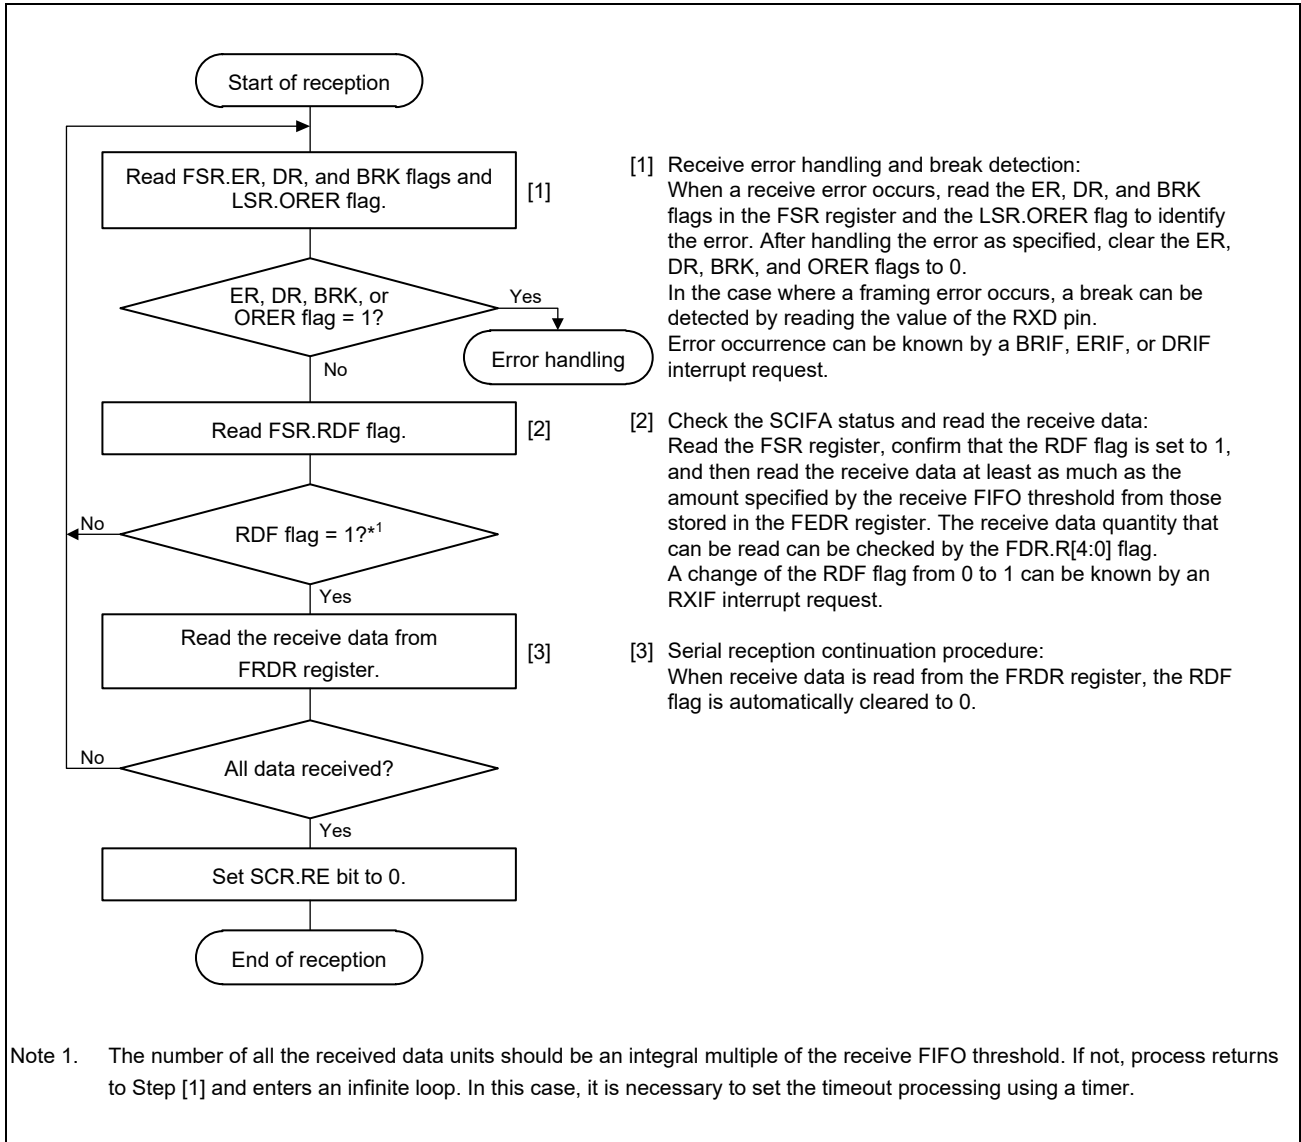 Start of reception
Read FSR.ER, DR, and BRK flags and
LSR.ORER flag.
[1]
ER, DR, BRK, or
ORER flag = 1?
Yes
Error handling
No
Read FSR.RDF flag.
[2]
No
RDF flag = 1?*1
Yes
Read the receive data from
FRDR register.
[3]
No
All data received?
Yes
Set SCR.RE bit to 0.
End of reception
[1] Receive error handling and break detection:
When a receive error occurs, read the ER, DR, and BRK
flags in the FSR register and the LSR.ORER flag to identify
the error. After handling the error as specified, clear the ER,
DR, BRK, and ORER flags to 0.
In the case where a framing error occurs, a break can be
detected by reading the value of the RXD pin.
Error occurrence can be known by a BRIF, ERIF, or DRIF
interrupt request.
[2] Check the SCIFA status and read the receive data:
Read the FSR register, confirm that the RDF flag is set to 1,
and then read the receive data at least as much as the
amount specified by the receive FIFO threshold from those
stored in the FEDR register. The receive data quantity that
can be read can be checked by the FDR.R[4:0] flag.
A change of the RDF flag from 0 to 1 can be known by an
RXIF interrupt request.
[3] Serial reception continuation procedure:
When receive data is read from the FRDR register, the RDF
flag is automatically cleared to 0.
Note 1. The number of all the received data units should be an integral multiple of the receive FIFO threshold. If not, process returns
to Step [1] and enters an infinite loop. In this case, it is necessary to set the timeout processing using a timer.